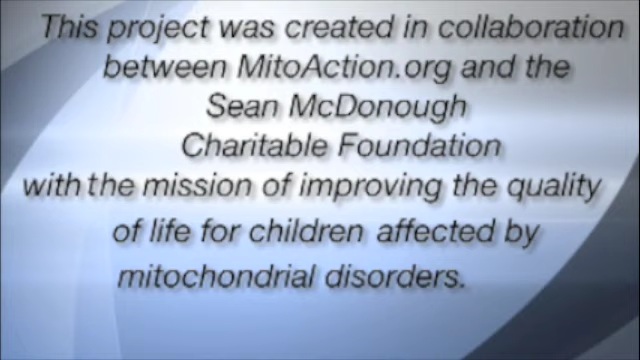 This project was created in collaboration
between MitoAction.org and the
Sean McDonough
Charitable Foundation
with the mission of improving the quality
of life for children affected by
mitochondrial disorders.